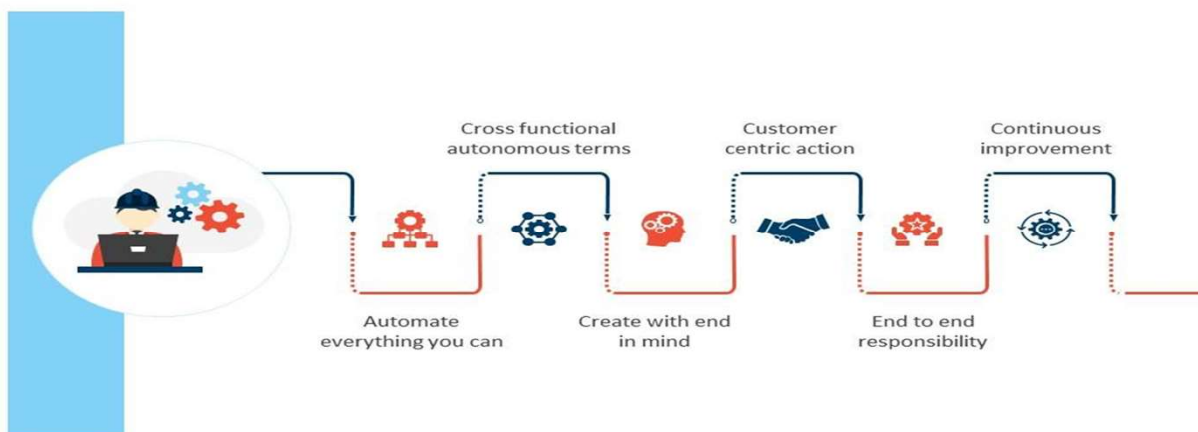 Cross functional
autonomous terms
Customer
centric action
Continuous
improvement
Automate
everything you can
Create with end
in mind
End to end
responsibility